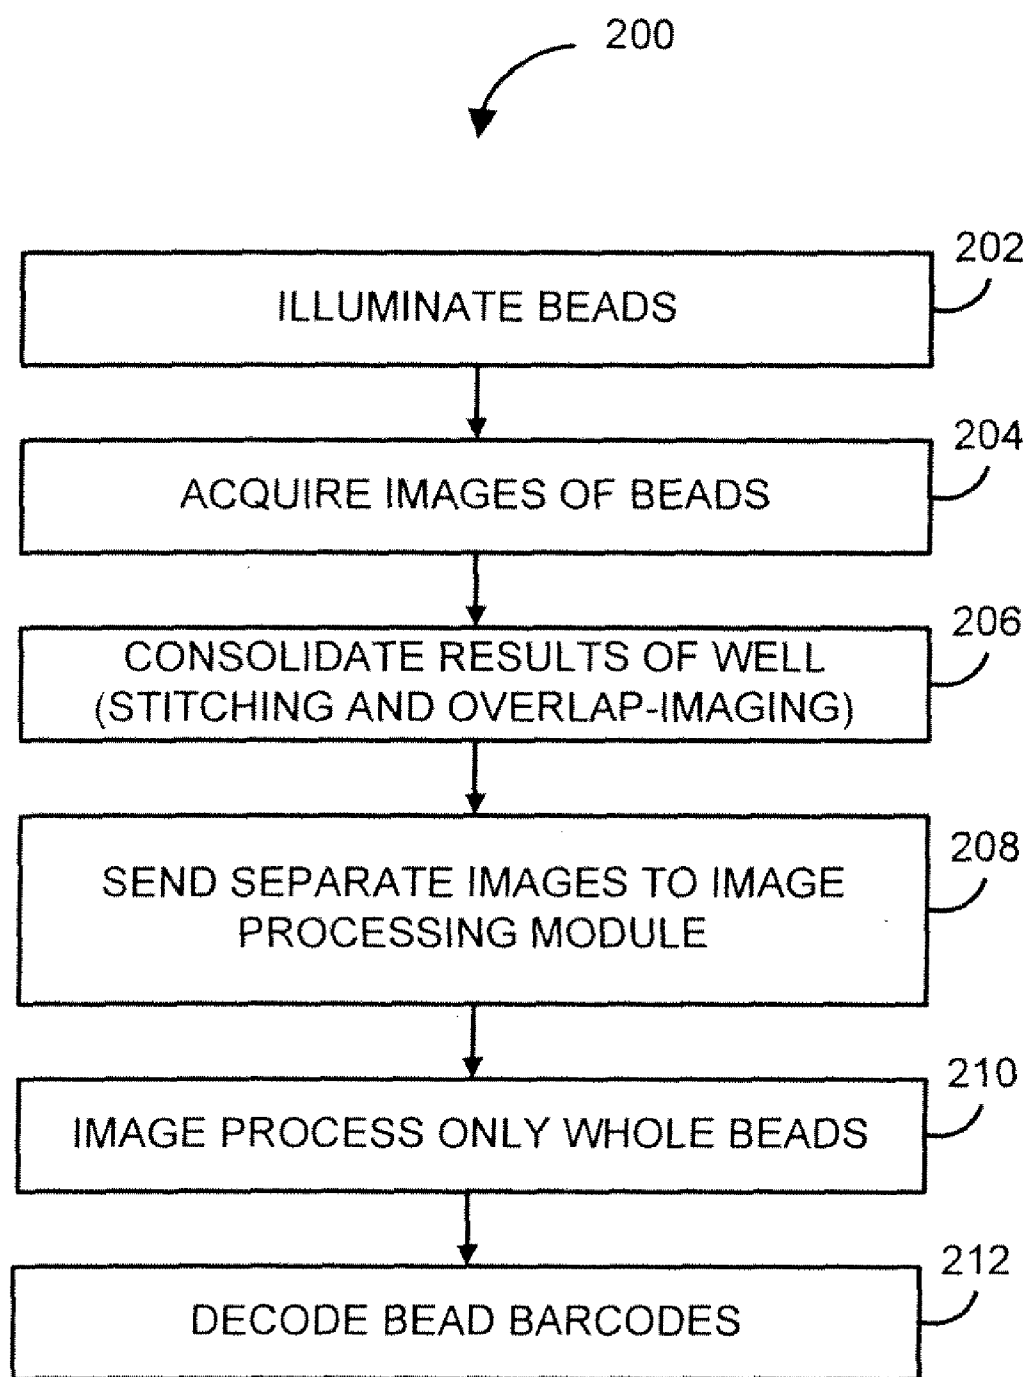 200
202
ILLUMINATE BEADS
204
ACQUIRE IMAGES OF BEADS
206
CONSOLIDATE RESULTS OF WELL
(STITCHING AND OVERLAP-IMAGING)
208
SEND SEPARATE IMAGES TO IMAGE
PROCESSING MODULE
210
IMAGE PROCESS ONLY WHOLE BEADS
212
DECODE BEAD BARCODES